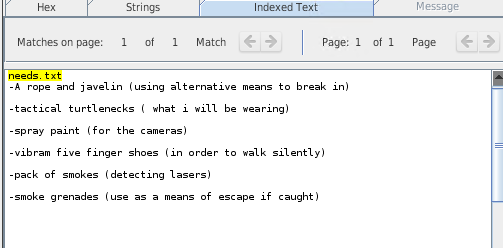 Hex Strings Indexed Text Message
Matches on page: 1 of 1 Match Page: 1 of 1 Page
needs.txt
-A rope and javelin (using alternative means to break in)
-tactical turtlenecks ( what i will be wearing)
-spray paint (for the cameras)
-vibram five finger shoes (in order to walk silently)
-pack of smokes (detecting lasers)
-smoke grenades (use as a means of escape if caught)